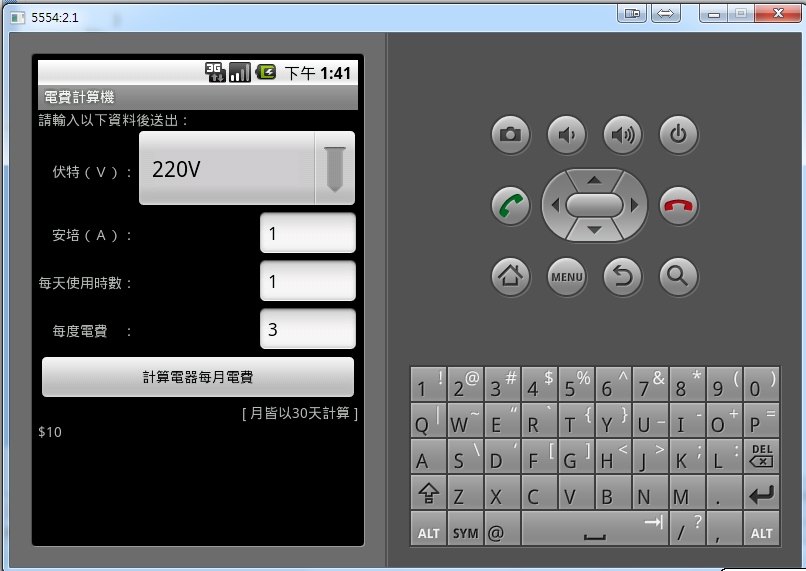 5554:2.1
3G 下午 1:41
電費計算機
請輸入以下資料後送出：
伏特（V）： 220V
安培（A）： 1
每天使用時數： 1
每度電費 ： 3
計算電器每月電費
[ 月皆以30天計算 ]
$10
MENU
1 ! 2 @ 3 # 4 $ 5 % 6 ^ 7 & 8 * 9 ( 0 )
Q | W ~ E “ R ` T { Y } U _ I - O + P =
A S \ D ‘ F [ G ] H < J > K ; L : DEL
Z X C V B N M .
ALT SYM @ / ? , ALT